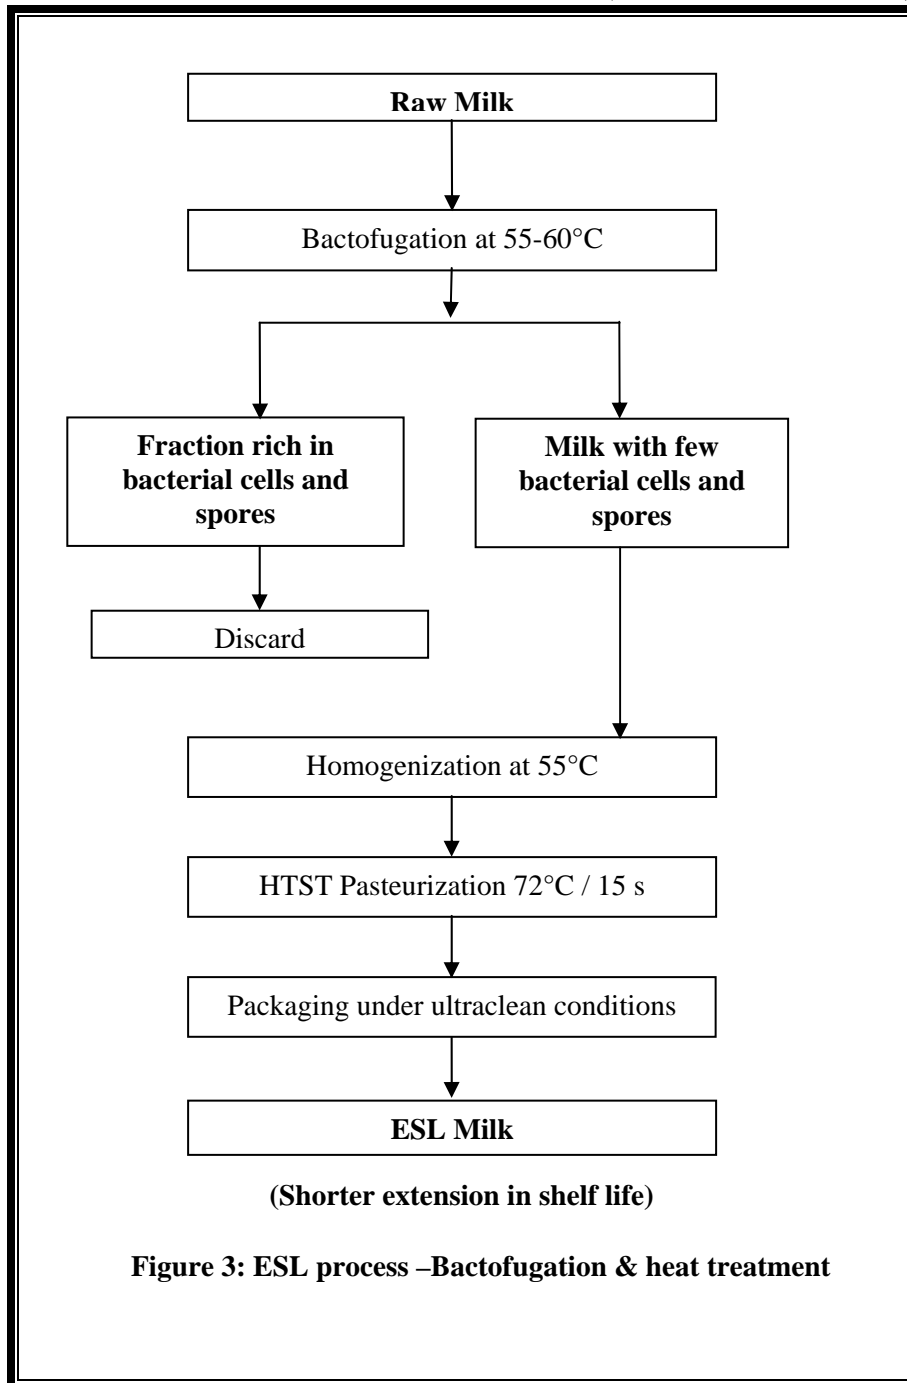 Raw Milk
Bactofugation at 55-60°C
Fraction rich in
bacterial cells and
spores
Milk with few
bacterial cells and
spores
Discard
Homogenization at 55°C
HTST Pasteurization 72°C / 15 s
Packaging under ultraclean conditions
ESL Milk
(Shorter extension in shelf life)
Figure 3: ESL process –Bactofugation & heat treatment